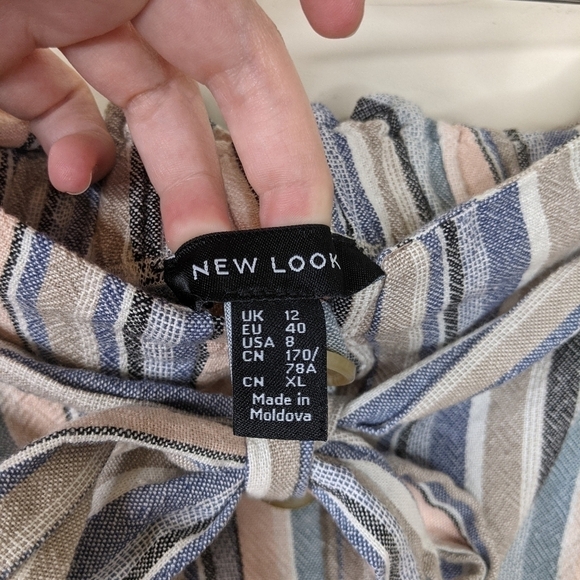 NEW LOOK
UK 12
EU 40
USA 8
CN 170/
78A
CN XL
Made in
Moldova